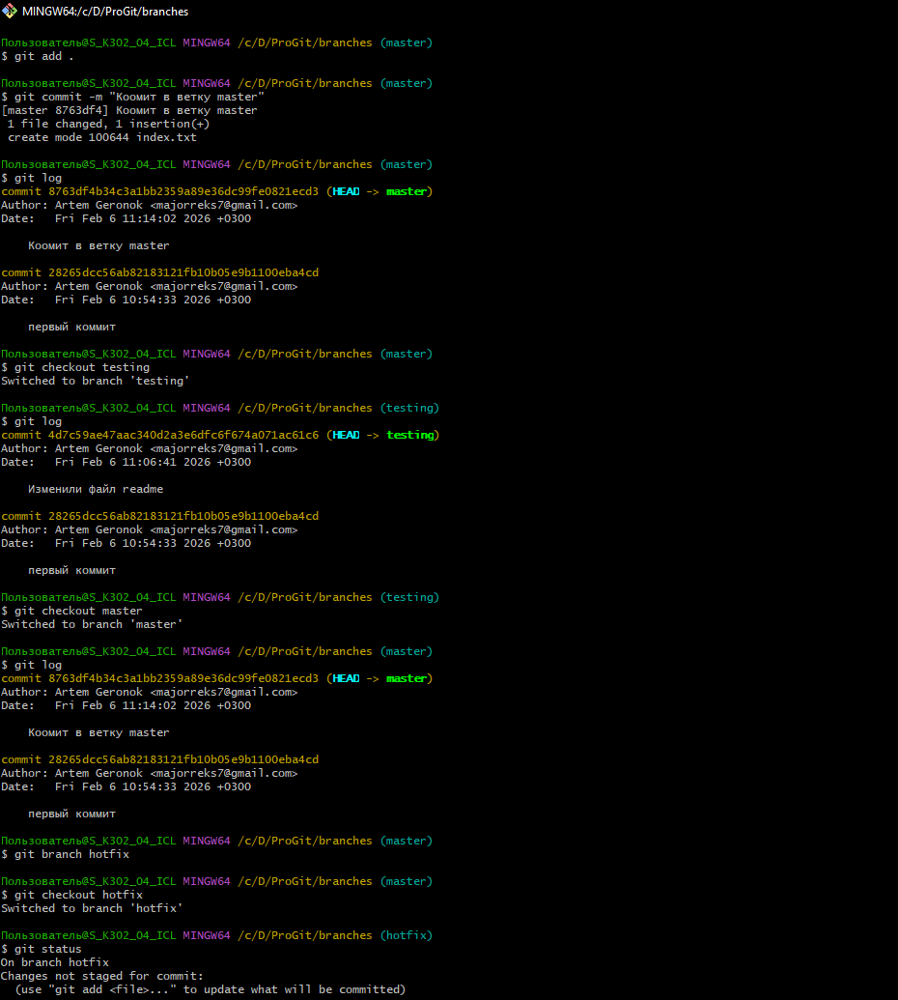 MINGW64:/c/D/ProGit/branches
Пользователь@S_K302_04_ICL MINGW64 /c/D/ProGit/branches (master)
$ git add .
Пользователь@S_K302_04_ICL MINGW64 /c/D/ProGit/branches (master)
$ git commit -m "Коомит в ветку master"
[master 8763df4] Коомит в ветку master
 1 file changed, 1 insertion(+)
 create mode 100644 index.txt
Пользователь@S_K302_04_ICL MINGW64 /c/D/ProGit/branches (master)
$ git log
commit 8763df4b34c3a1bb2359a89e36dc99fe0821ecd3 (HEAD -> master)
Author: Artem Geronok <majorreks7@gmail.com>
Date:   Fri Feb 6 11:14:02 2026 +0300
    Коомит в ветку master
commit 28265dcc56ab82183121fb10b05e9b1100eba4cd
Author: Artem Geronok <majorreks7@gmail.com>
Date:   Fri Feb 6 10:54:33 2026 +0300
    первый коммит
Пользователь@S_K302_04_ICL MINGW64 /c/D/ProGit/branches (master)
$ git checkout testing
Switched to branch 'testing'
Пользователь@S_K302_04_ICL MINGW64 /c/D/ProGit/branches (testing)
$ git log
commit 4d7c59ae47aac340d2a3e6dfc6f674a071ac61c6 (HEAD -> testing)
Author: Artem Geronok <majorreks7@gmail.com>
Date:   Fri Feb 6 11:06:41 2026 +0300
    Изменили файл readme
commit 28265dcc56ab82183121fb10b05e9b1100eba4cd
Author: Artem Geronok <majorreks7@gmail.com>
Date:   Fri Feb 6 10:54:33 2026 +0300
    первый коммит
Пользователь@S_K302_04_ICL MINGW64 /c/D/ProGit/branches (testing)
$ git checkout master
Switched to branch 'master'
Пользователь@S_K302_04_ICL MINGW64 /c/D/ProGit/branches (master)
$ git log
commit 8763df4b34c3a1bb2359a89e36dc99fe0821ecd3 (HEAD -> master)
Author: Artem Geronok <majorreks7@gmail.com>
Date:   Fri Feb 6 11:14:02 2026 +0300
    Коомит в ветку master
commit 28265dcc56ab82183121fb10b05e9b1100eba4cd
Author: Artem Geronok <majorreks7@gmail.com>
Date:   Fri Feb 6 10:54:33 2026 +0300
    первый коммит
Пользователь@S_K302_04_ICL MINGW64 /c/D/ProGit/branches (master)
$ git branch hotfix
Пользователь@S_K302_04_ICL MINGW64 /c/D/ProGit/branches (master)
$ git checkout hotfix
Switched to branch 'hotfix'
Пользователь@S_K302_04_ICL MINGW64 /c/D/ProGit/branches (hotfix)
$ git status
On branch hotfix
Changes not staged for commit:
  (use "git add <file>..." to update what will be committed)